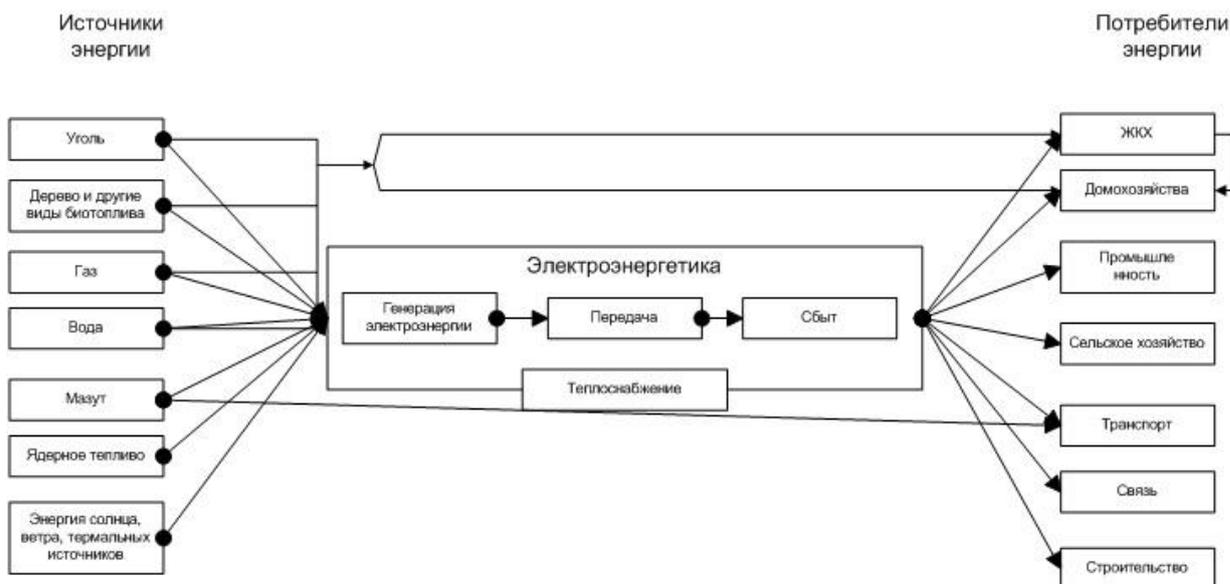 Источники
энергии
Потребители
энергии
Уголь
Дерево и другие
виды биотоплива
Газ
Вода
Мазут
Ядерное тепливо
Энергия солнца,
ветра, термальных
источников
Электроэнергетика
Генерация
электроэнергии
Передача
Сбыт
Теплоснабжение
ЖКХ
Домохозяйства
Промышле
нность
Сельское хозяйство
Транспорт
Связь
Строительство